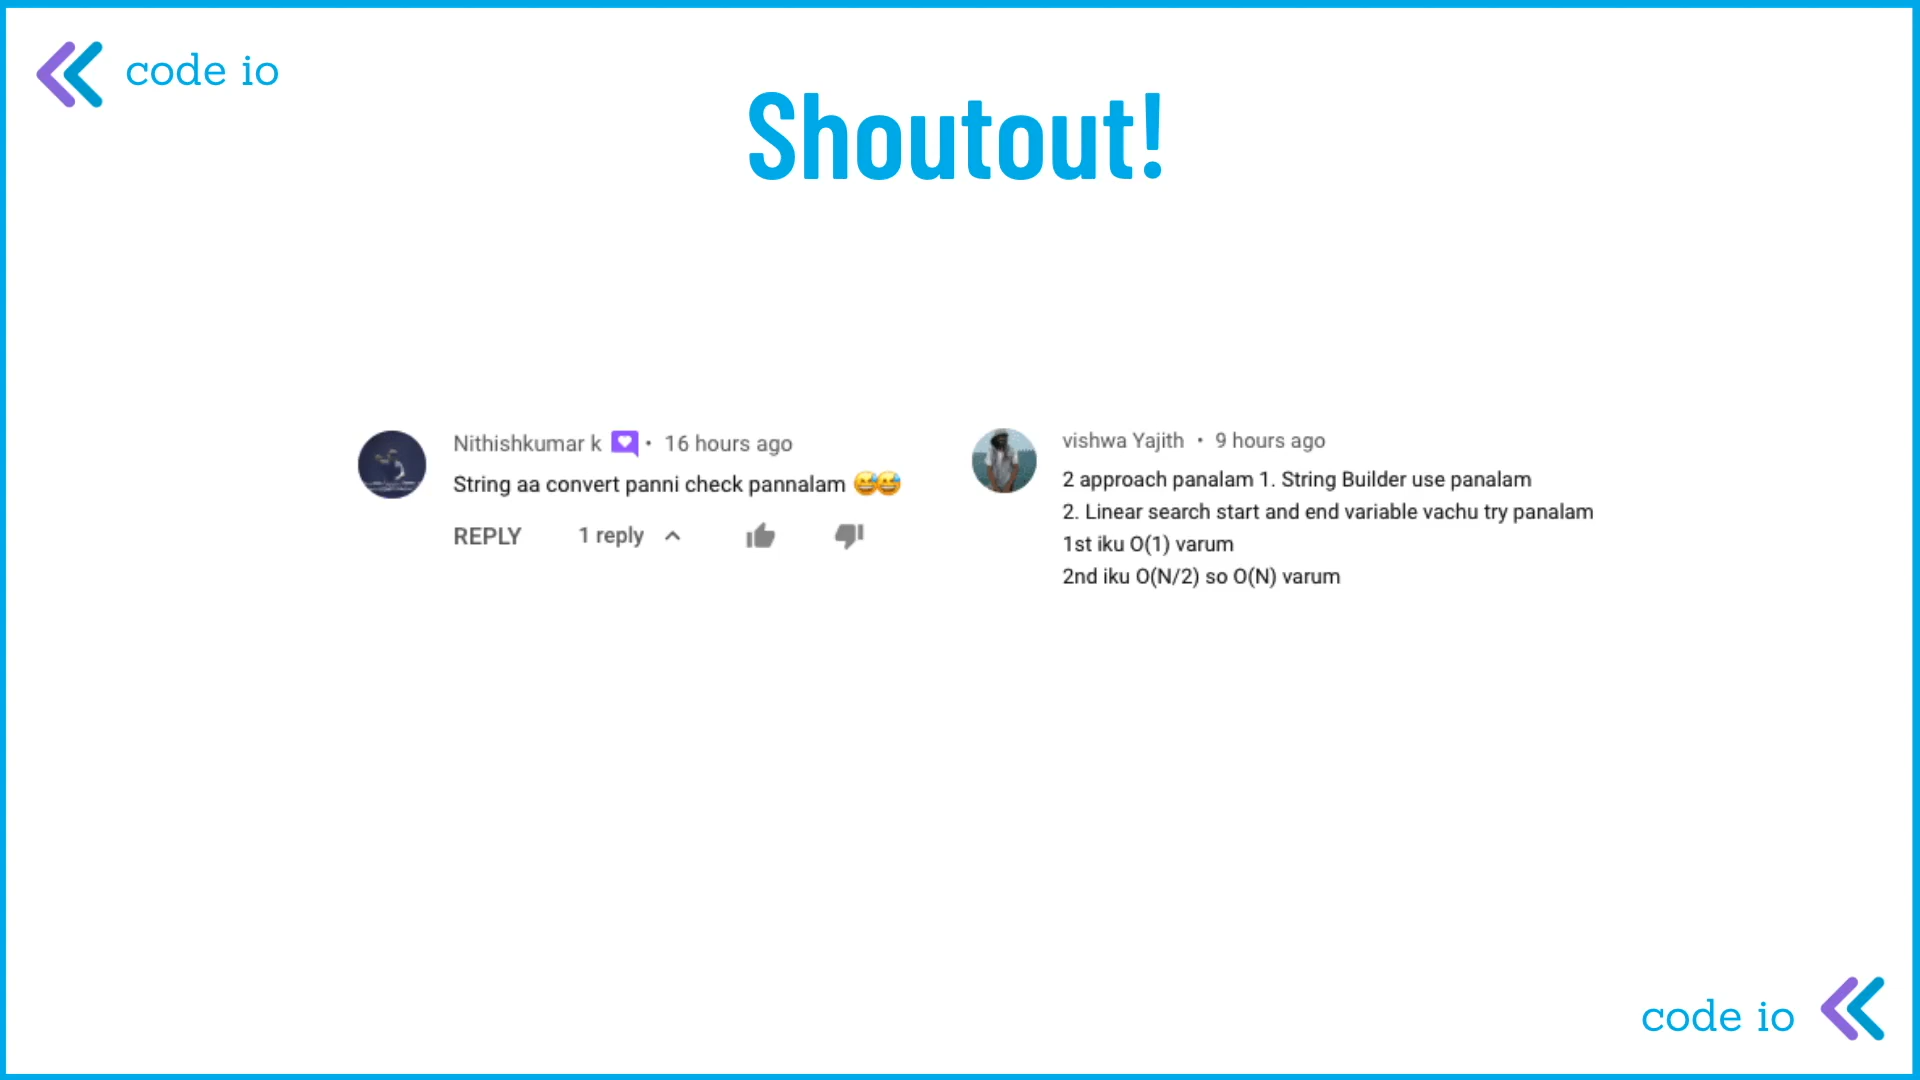 code io
Shoutout!
Nithishkumar k • 16 hours ago
String aa convert panni check pannalam 😅😅
REPLY 1 reply
vishwa Yajith • 9 hours ago
2 approach panalam 1. String Builder use panalam
2. Linear search start and end variable vachu try panalam
1st iku O(1) varum
2nd iku O(N/2) so O(N) varum
code io